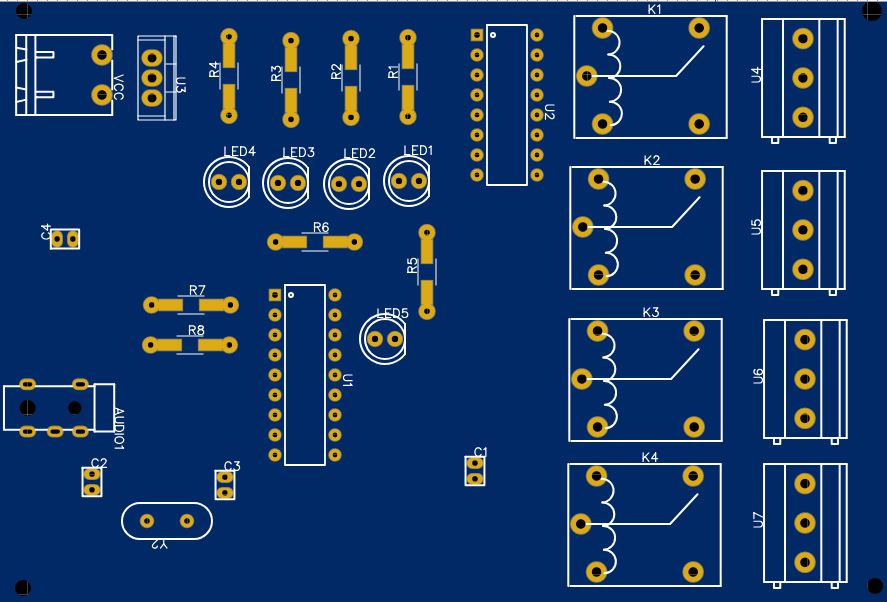 K1
VCC
U3
R4
R3
R2
R1
U2
U4
LED4
LED3
LED2
LED1
K2
C4
R6
U5
R5
R7
LED5
K3
R8
U1
U6
AUDIO1
C2
C3
C1
K4
U7
Y2